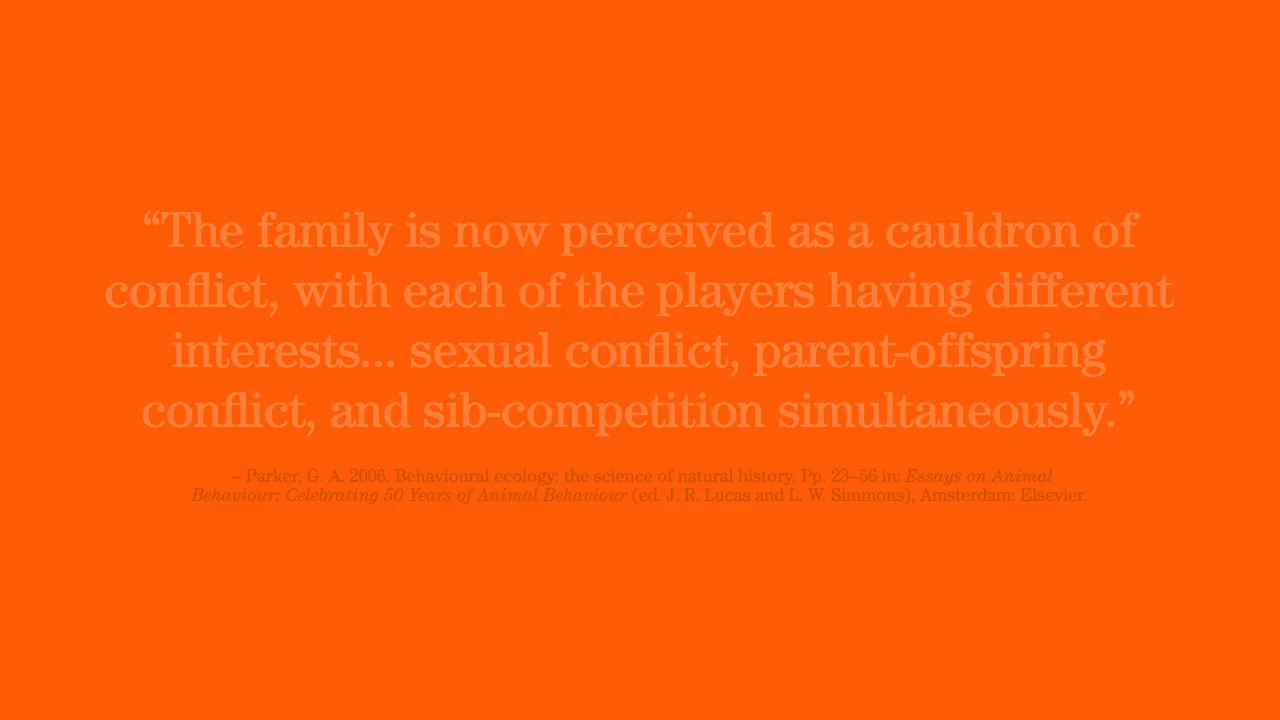 “The family is now perceived as a cauldron of
conflict, with each of the players having different
interests... sexual conflict, parent-offspring
conflict, and sib-competition simultaneously.”
– Parker, G. A. 2006. Behavioural ecology: the science of natural history. Pp. 23–56 in: Essays on Animal
Behaviour: Celebrating 50 Years of Animal Behaviour (ed. J. R. Lucas and L. W. Simmons), Amsterdam: Elsevier.